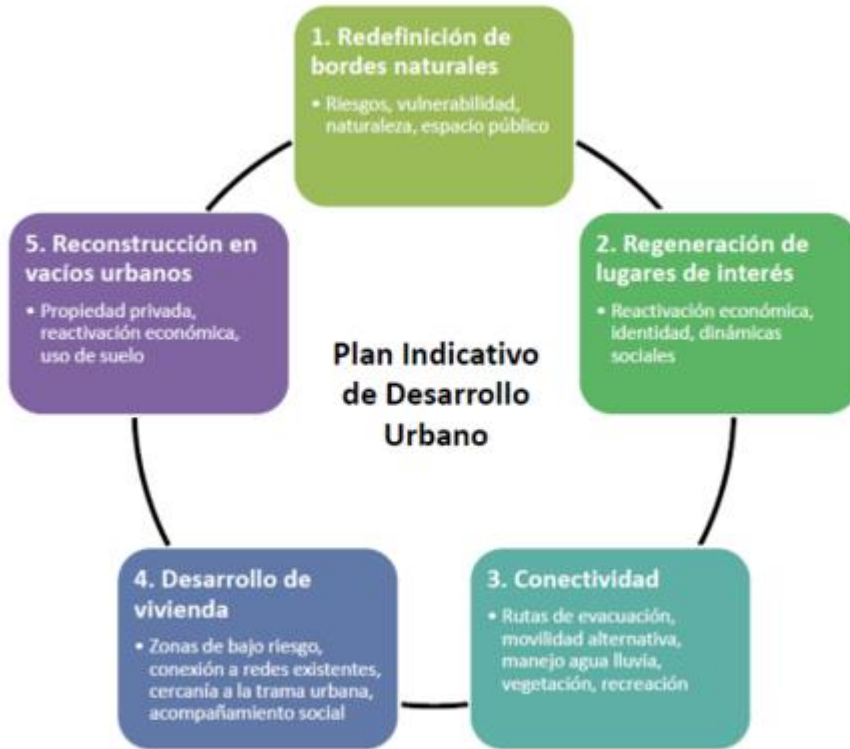 1. Redefinición de
bordes naturales
• Riesgos, vulnerabilidad,
naturaleza, espacio público
2. Regeneración de
lugares de interés
• Reactivación económica,
identidad, dinámicas
sociales
3. Conectividad
• Rutas de evacuación,
movilidad alternativa,
manejo agua lluvia,
vegetación, recreación
4. Desarrollo de
vivienda
• Zonas de bajo riesgo,
conexión a redes existentes,
cercanía a la trama urbana,
acompañamiento social
5. Reconstrucción en
vacíos urbanos
• Propiedad privada,
reactivación económica,
uso de suelo
Plan Indicativo
de Desarrollo
Urbano